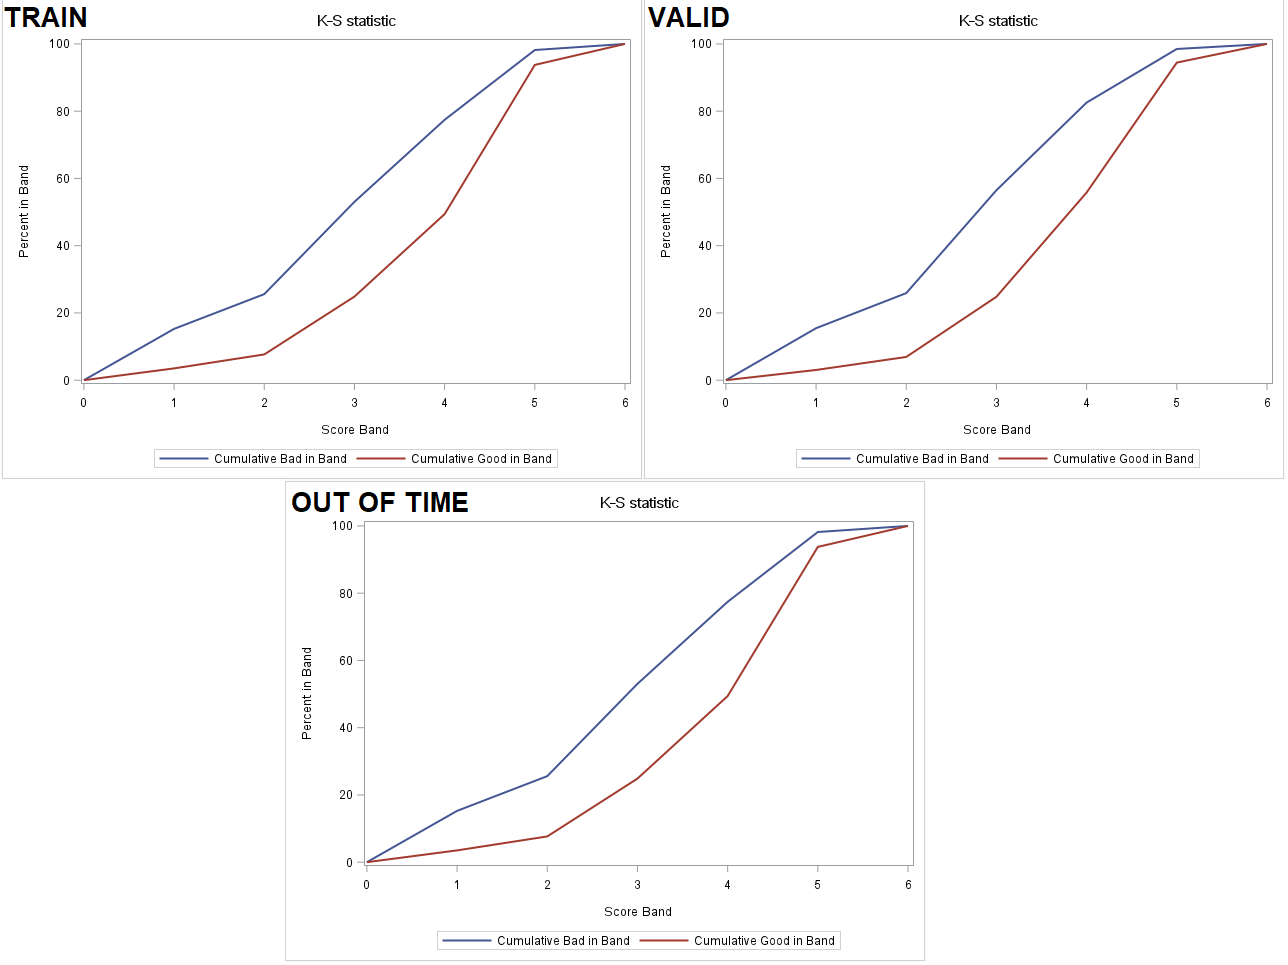 TRAIN
K-S statistic
100
80
60
40
20
0
Percent in Band
0 1 2 3 4 5 6
Score Band
Cumulative Bad in Band Cumulative Good in Band
VALID
K-S statistic
100
80
60
40
20
0
Percent in Band
0 1 2 3 4 5 6
Score Band
Cumulative Bad in Band Cumulative Good in Band
OUT OF TIME
K-S statistic
100
80
60
40
20
0
Percent in Band
0 1 2 3 4 5 6
Score Band
Cumulative Bad in Band Cumulative Good in Band